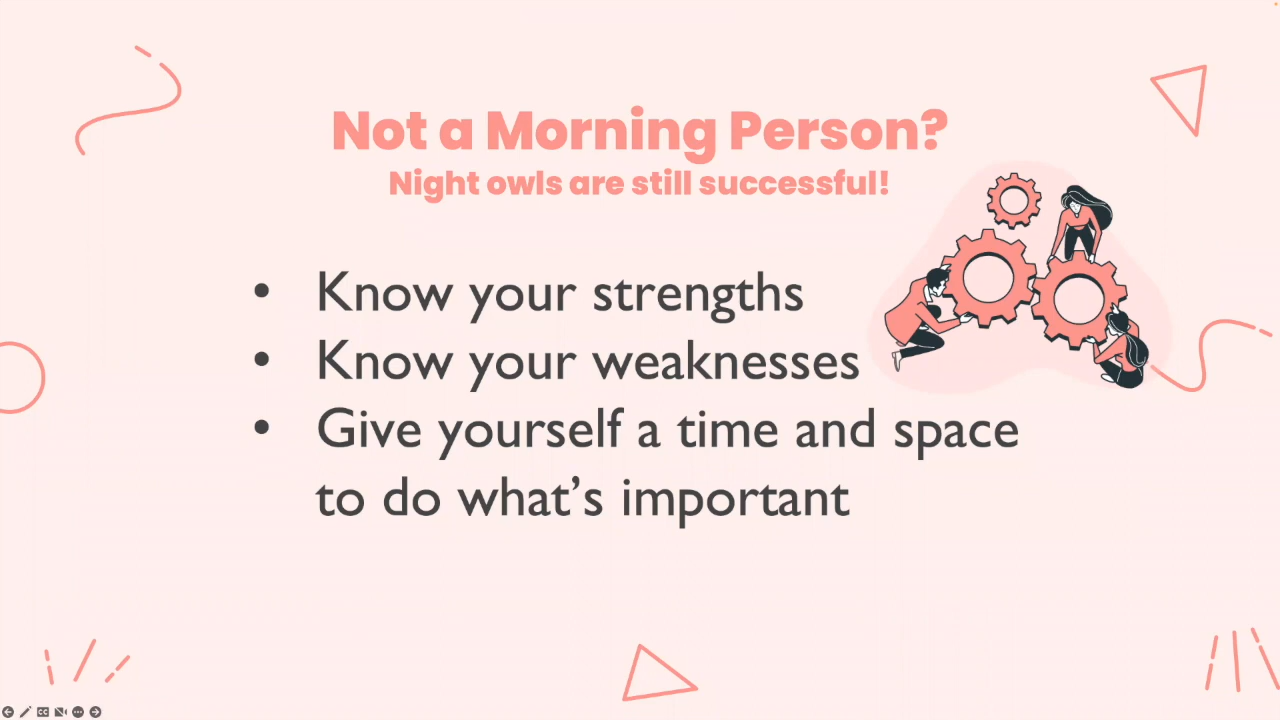 Not a Morning Person?
Night owls are still successful!
• Know your strengths
• Know your weaknesses
• Give yourself a time and space
to do what’s important